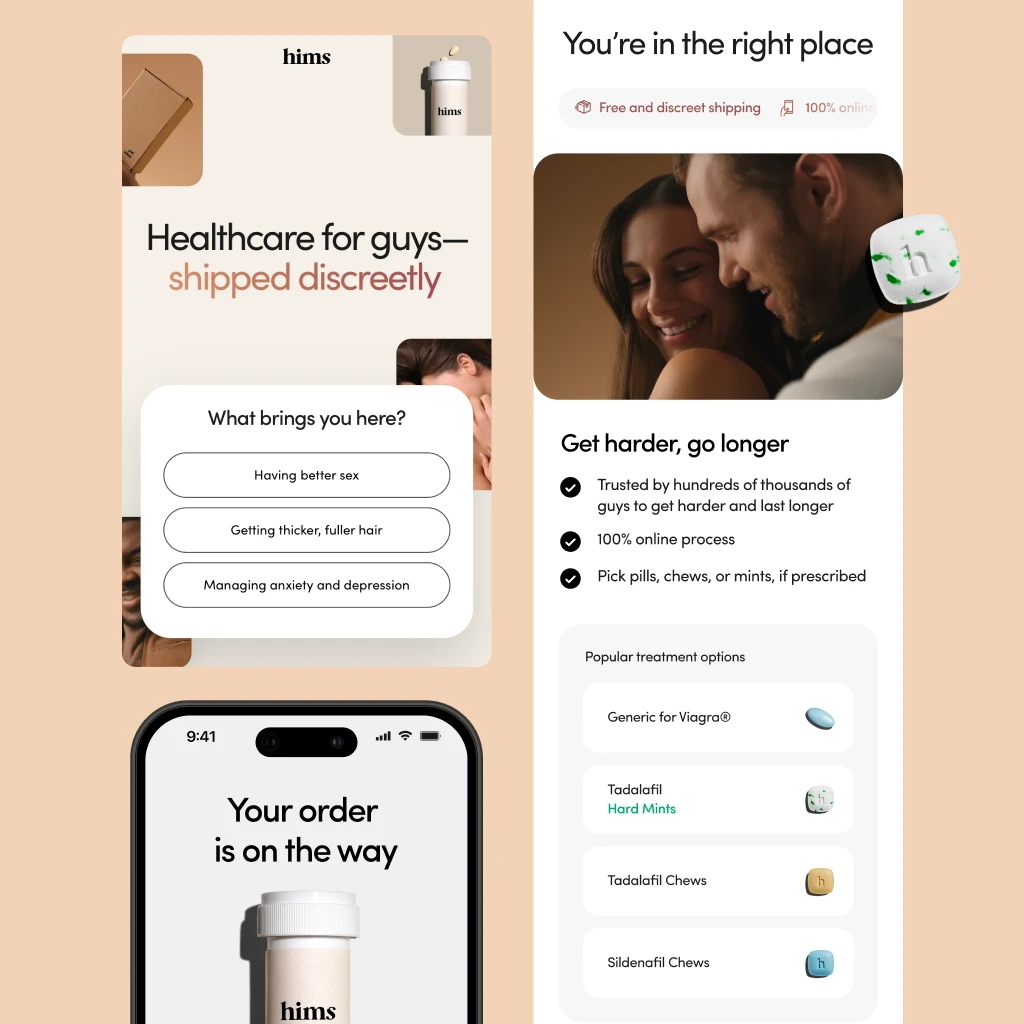 hims
h
hims
Healthcare for guys—
shipped discreetly
What brings you here?
Having better sex
Getting thicker, fuller hair
Managing anxiety and depression
9:41
Your order
is on the way
hims
You’re in the right place
Free and discreet shipping
100% online
h
Get harder, go longer
Trusted by hundreds of thousands of
guys to get harder and last longer
100% online process
Pick pills, chews, or mints, if prescribed
Popular treatment options
Generic for Viagra®
Tadalafil
Hard Mints
h
Tadalafil Chews
h
Sildenafil Chews
h